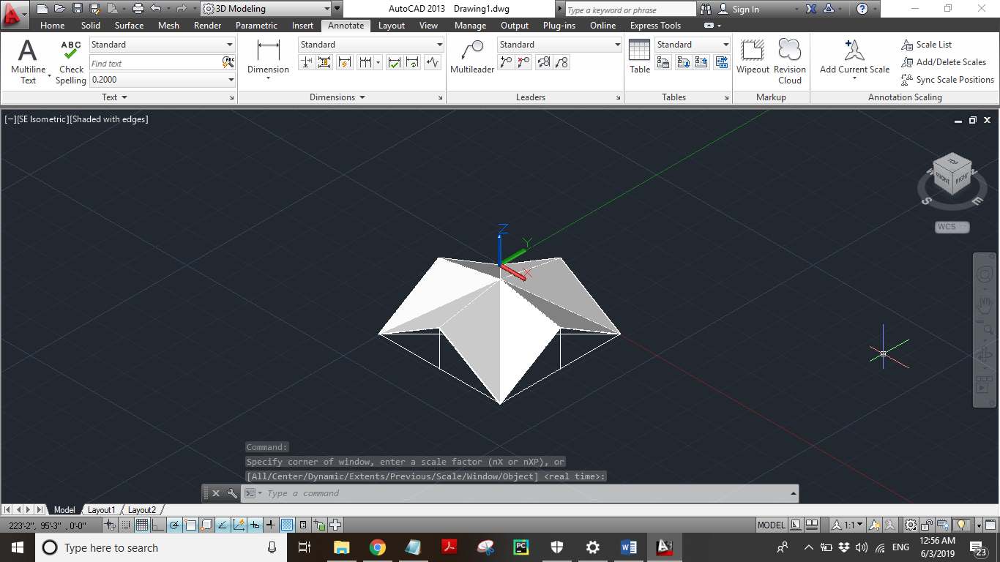 3D Modeling
AutoCAD 2013 Drawing1.dwg
Type a keyword or phrase
Sign In
Home Solid Surface Mesh Render Parametric Insert Annotate Layout View Manage Output Plug-ins Online Express Tools
Multiline Text
ABC
Check Spelling
Standard
Find text
ABC
0.2000
Text
Dimension
Standard
Dimensions
Multileader
Standard
Leaders
Table
Standard
Tables
Wipeout
Revision Cloud
Markup
Add Current Scale
Scale List
Add/Delete Scales
Sync Scale Positions
Annotation Scaling
[−][SE Isometric][Shaded with edges]
TOP
FRONT
RIGHT
W
N
S
E
WCS
Z
Y
X
Command:
Specify corner of window, enter a scale factor (nX or nXP), or
[All/Center/Dynamic/Extents/Previous/Scale/Window/Object] <real time>:
Type a command
Model Layout1 Layout2
223'-2", 95'-3" , 0'-0"
MODEL
1:1
Type here to search
PC
ENG
12:56 AM
6/3/2019
23